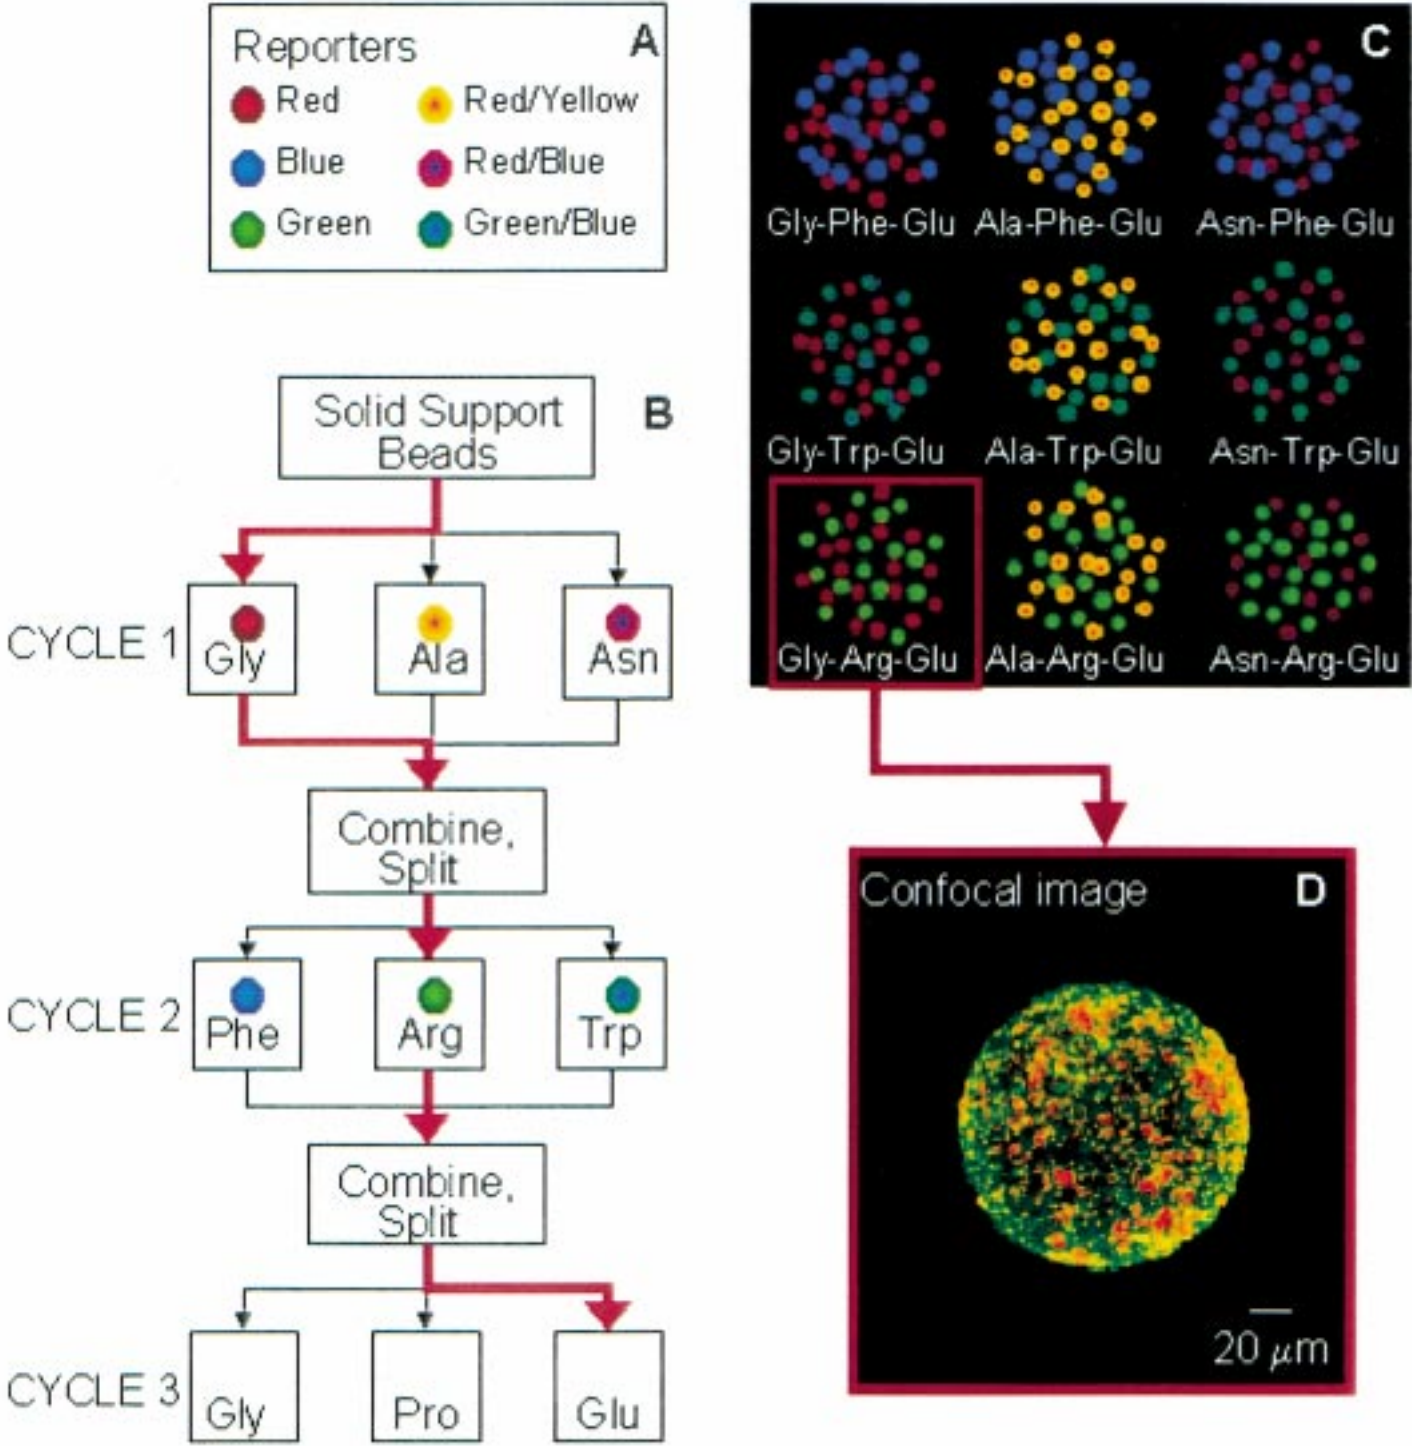 Reporters
A
Red
Red/Yellow
Blue
Red/Blue
Green
Green/Blue
Solid Support
Beads
B
CYCLE 1
Gly
Ala
Asn
Combine,
Split
CYCLE 2
Phe
Arg
Trp
Combine,
Split
CYCLE 3
Gly
Pro
Glu
C
Gly-Phe-Glu
Ala-Phe-Glu
Asn-Phe-Glu
Gly-Trp-Glu
Ala-Trp-Glu
Asn-Trp-Glu
Gly-Arg-Glu
Ala-Arg-Glu
Asn-Arg-Glu
Confocal image
D
20 μm